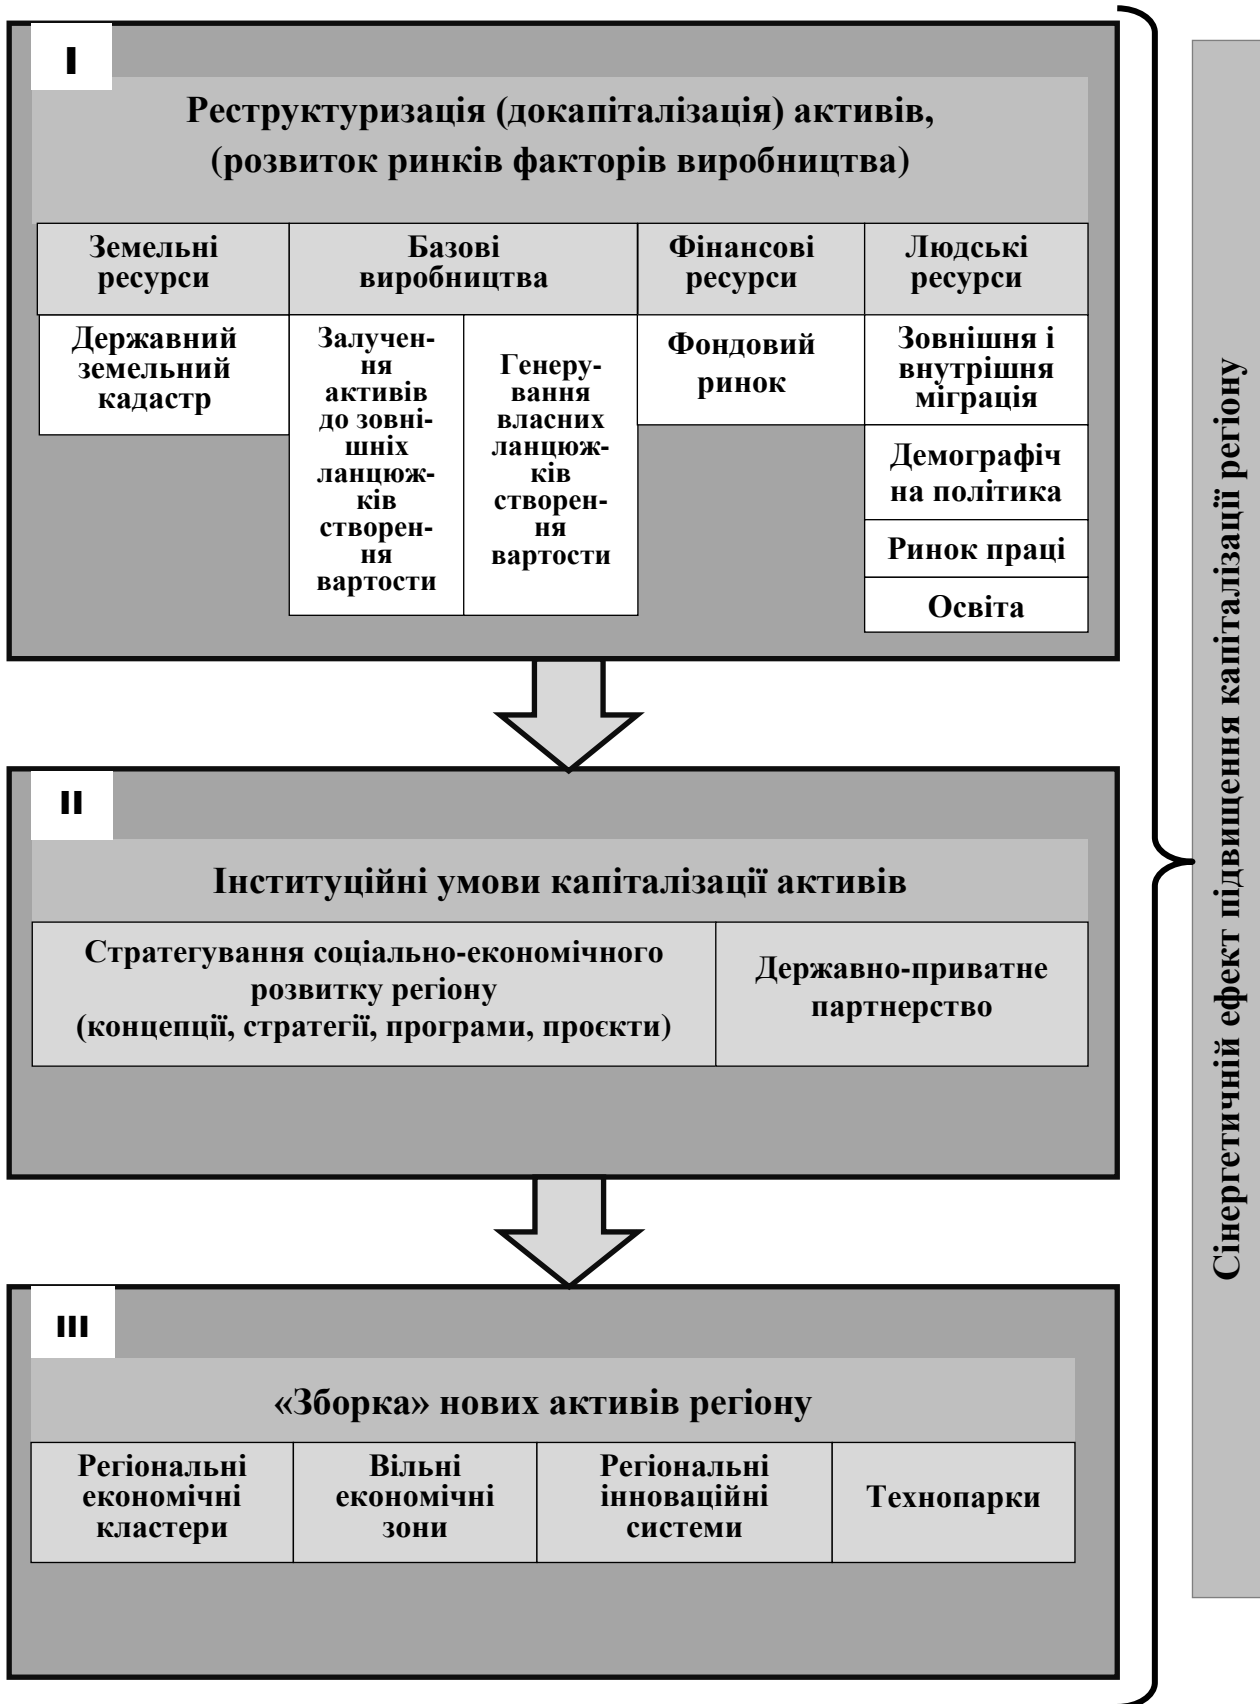 I
Реструктуризація (докапіталізація) активів,
(розвиток ринків факторів виробництва)
Земельні
ресурси
Базові
виробництва
Фінансові
ресурси
Людські
ресурси
Державний
земельний
кадастр
Залучен-
ня
активів
до зовні-
шніх
ланцюж-
ків
створен-
ня
вартости
Генеру-
вання
власних
ланцюж-
ків
створен-
ня
вартости
Фондовий
ринок
Зовнішня і
внутрішня
міграція
Демографіч
на політика
Ринок праці
Освіта
II
Інституційні умови капіталізації активів
Стратегування соціально-економічного
розвитку регіону
(концепції, стратегії, програми, проєкти)
Державно-приватне
партнерство
III
«Зборка» нових активів регіону
Регіональні
економічні
кластери
Вільні
економічні
зони
Регіональні
інноваційні
системи
Технопарки
Сінергетичній ефект підвищення капіталізації регіону